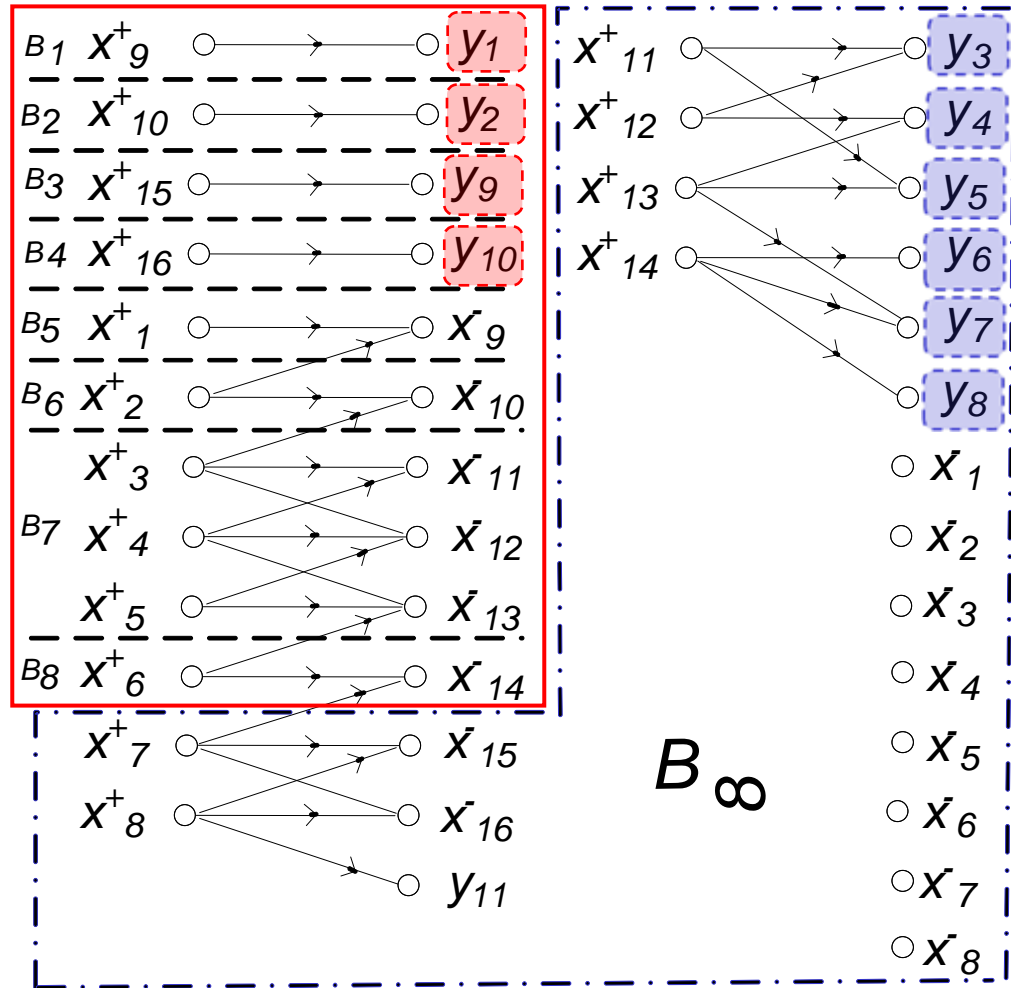 B1 x+9 y1
B2 x+10 y2
B3 x+15 y9
B4 x+16 y10
B5 x+1 x-9
B6 x+2 x-10
x+3 x-11
B7 x+4 x-12
x+5 x-13
B8 x+6 x-14
x+7 x-15
x+8 x-16
y11
x+11 y3
x+12 y4
x+13 y5
x+14 y6
y7
y8
x-1
x-2
x-3
x-4
x-5
x-6
x-7
x-8
B∞